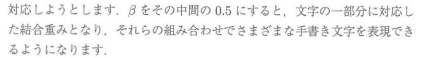 対応しようとします．βをその中間の 0.5 にすると，文字の一部分に対応し
た結合重みとなり，それらの組み合わせでさまざまな手書き文字を表現でき
るようになります．